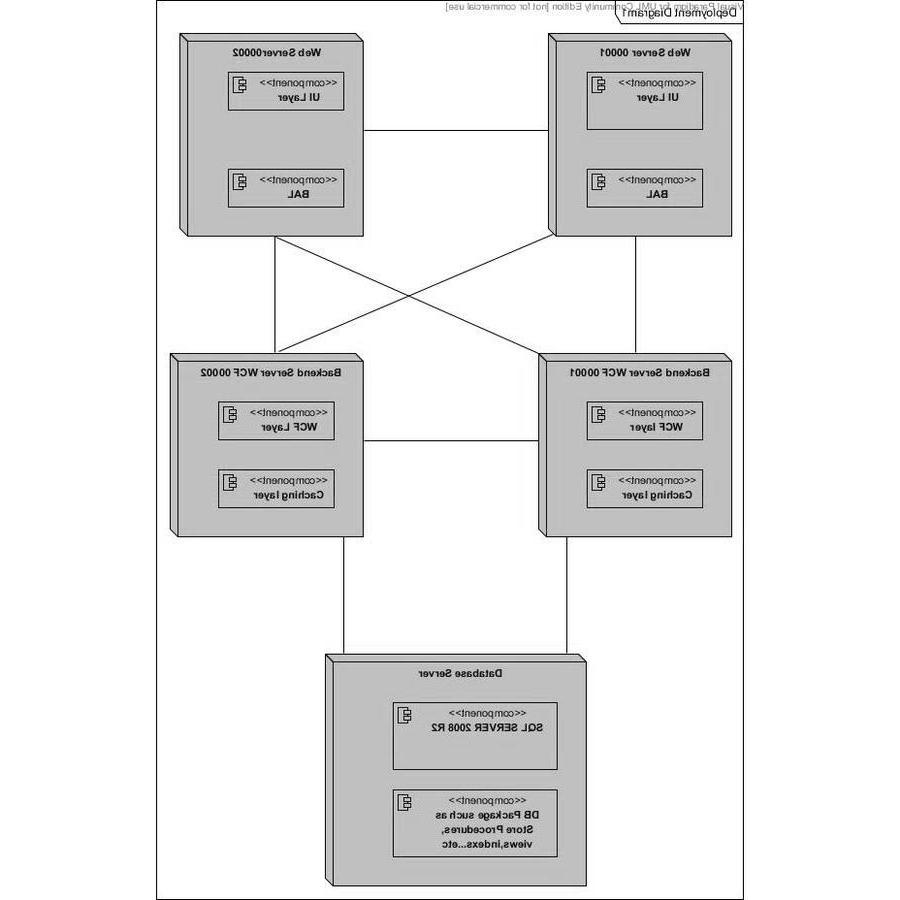 Visual Paradigm for UML Community Edition [not for commercial use]
Deployment Diagram1
Web Server 00001
<<component>>
UI Layer
<<component>>
BAL
Web Server00002
<<component>>
UI Layer
<<component>>
BAL
Backend Server WCF 00001
<<component>>
WCF layer
<<component>>
Caching layer
Backend Server WCF 00002
<<component>>
WCF Layer
<<component>>
Caching layer
Database Server
<<component>>
SQL SERVER 2008 R2
<<component>>
DB Package such as
Store Procedures,
views,indexs...etc